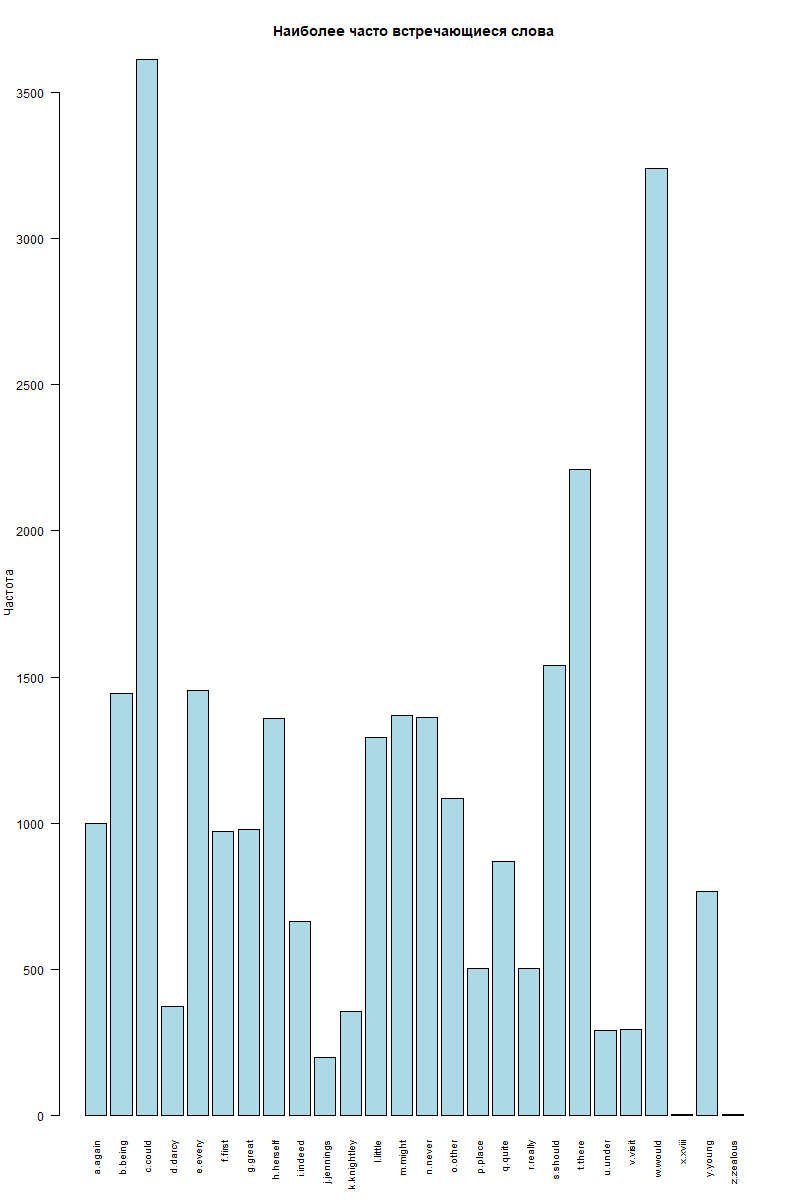 Наиболее часто встречающиеся слова
Частота
3500
3000
2500
2000
1500
1000
500
0
a.again
b.being
c.could
d.darcy
e.every
f.first
g.great
h.herself
i.indeed
j.jennings
k.knightley
l.little
m.might
n.never
o.other
p.place
q.quite
r.really
s.should
t.there
u.under
v.visit
w.would
x.xviii
y.young
z.zealous